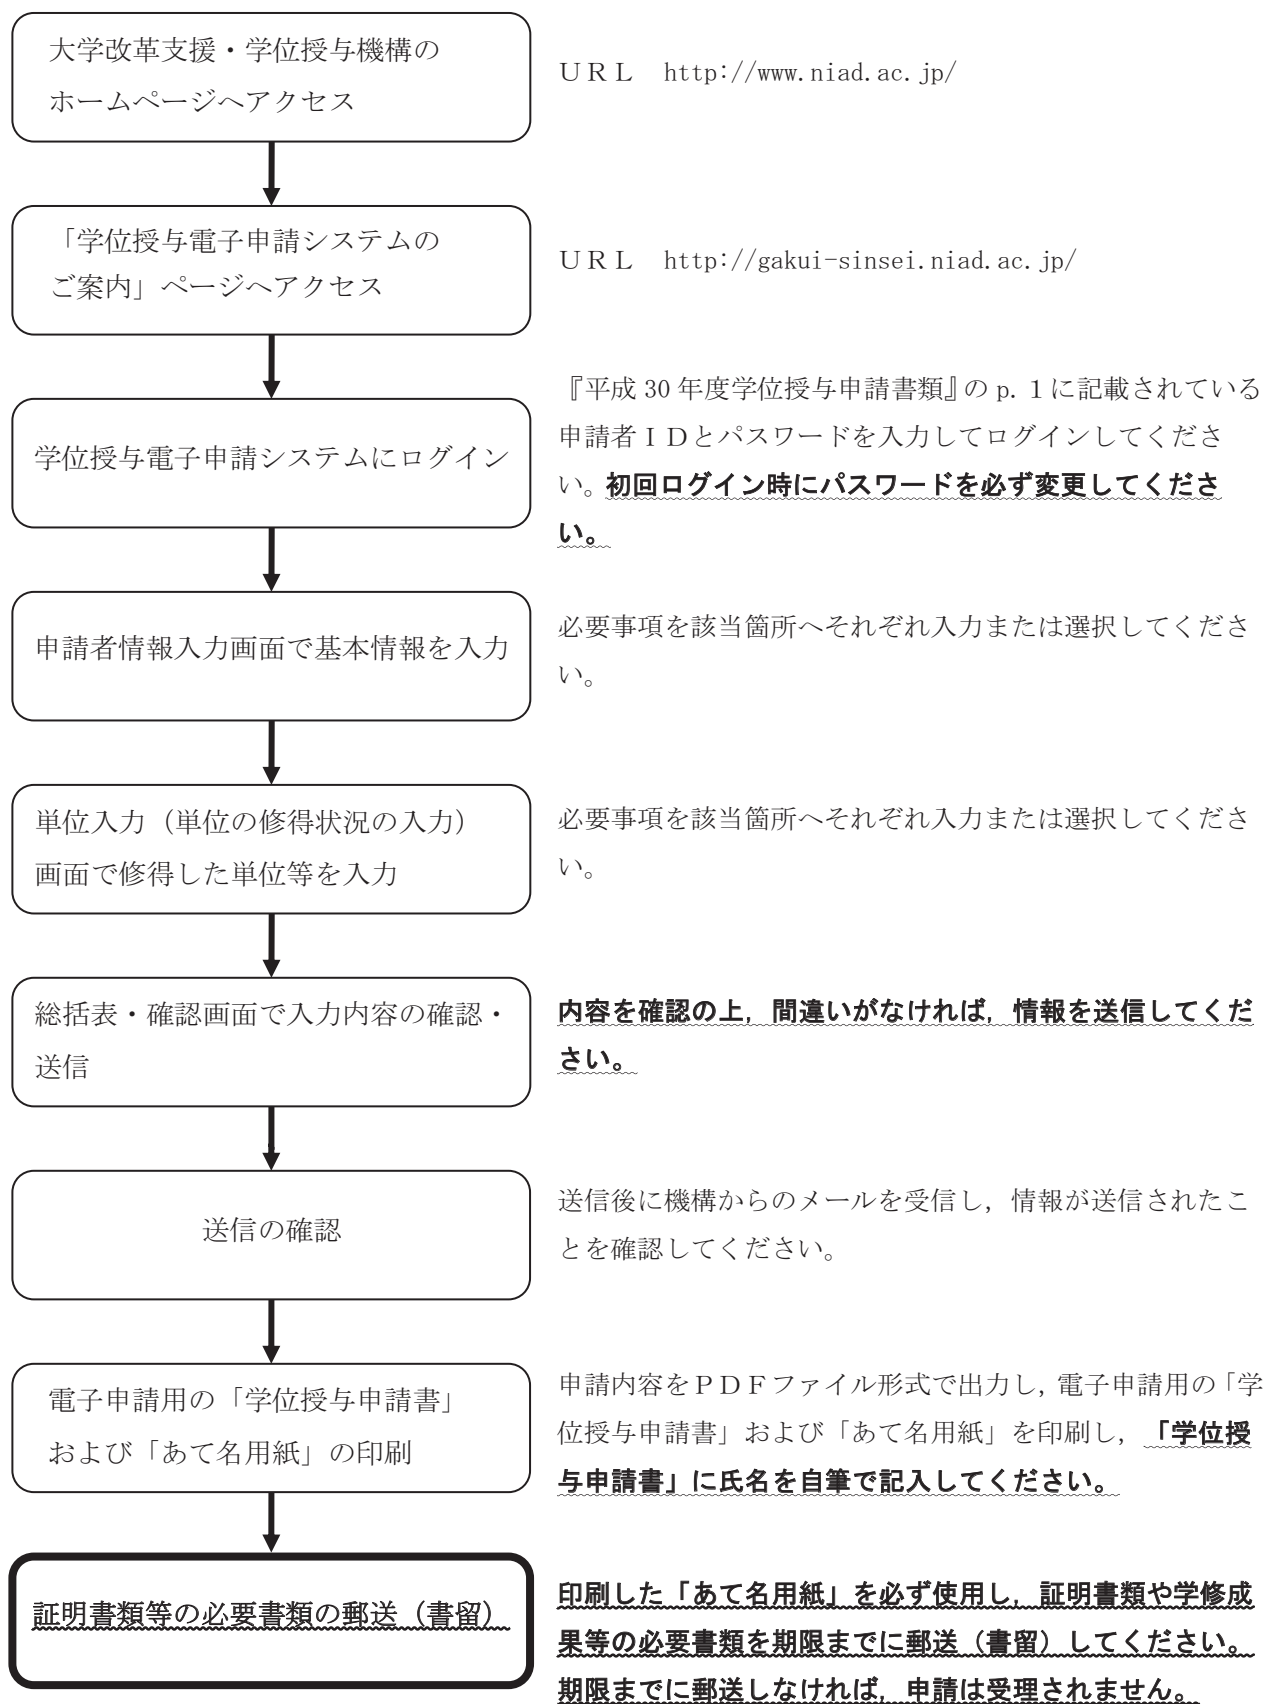 大学改革支援・学位授与機構の
ホームページへアクセス
ＵＲＬ　http://www.niad.ac.jp/
「学位授与電子申請システムの
ご案内」ページへアクセス
ＵＲＬ　http://gakui-sinsei.niad.ac.jp/
学位授与電子申請システムにログイン
『平成 30 年度学位授与申請書類』の p. １に記載されている
申請者ＩＤとパスワードを入力してログインしてくださ
い。初回ログイン時にパスワードを必ず変更してくださ
い。
申請者情報入力画面で基本情報を入力
必要事項を該当箇所へそれぞれ入力または選択してくださ
い。
単位入力（単位の修得状況の入力）
画面で修得した単位等を入力
必要事項を該当箇所へそれぞれ入力または選択してくださ
い。
総括表・確認画面で入力内容の確認・
送信
内容を確認の上，間違いがなければ，情報を送信してくだ
さい。
送信の確認
送信後に機構からのメールを受信し，情報が送信されたこ
とを確認してください。
電子申請用の「学位授与申請書」
および「あて名用紙」の印刷
申請内容をＰＤＦファイル形式で出力し，電子申請用の「学
位授与申請書」および「あて名用紙」を印刷し，「学位授
与申請書」に氏名を自筆で記入してください。
証明書類等の必要書類の郵送（書留）
印刷した「あて名用紙」を必ず使用し，証明書類や学修成
果等の必要書類を期限までに郵送（書留）してください。
期限までに郵送しなければ，申請は受理されません。